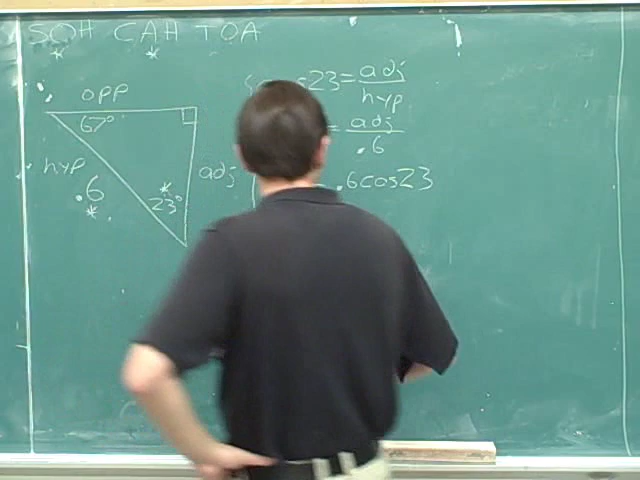 SOH CAH TOA
*
*
opp
67°
hyp
.6
*
*
23°
adj
cos23 = adj/hyp
= adj/.6
.6cos23